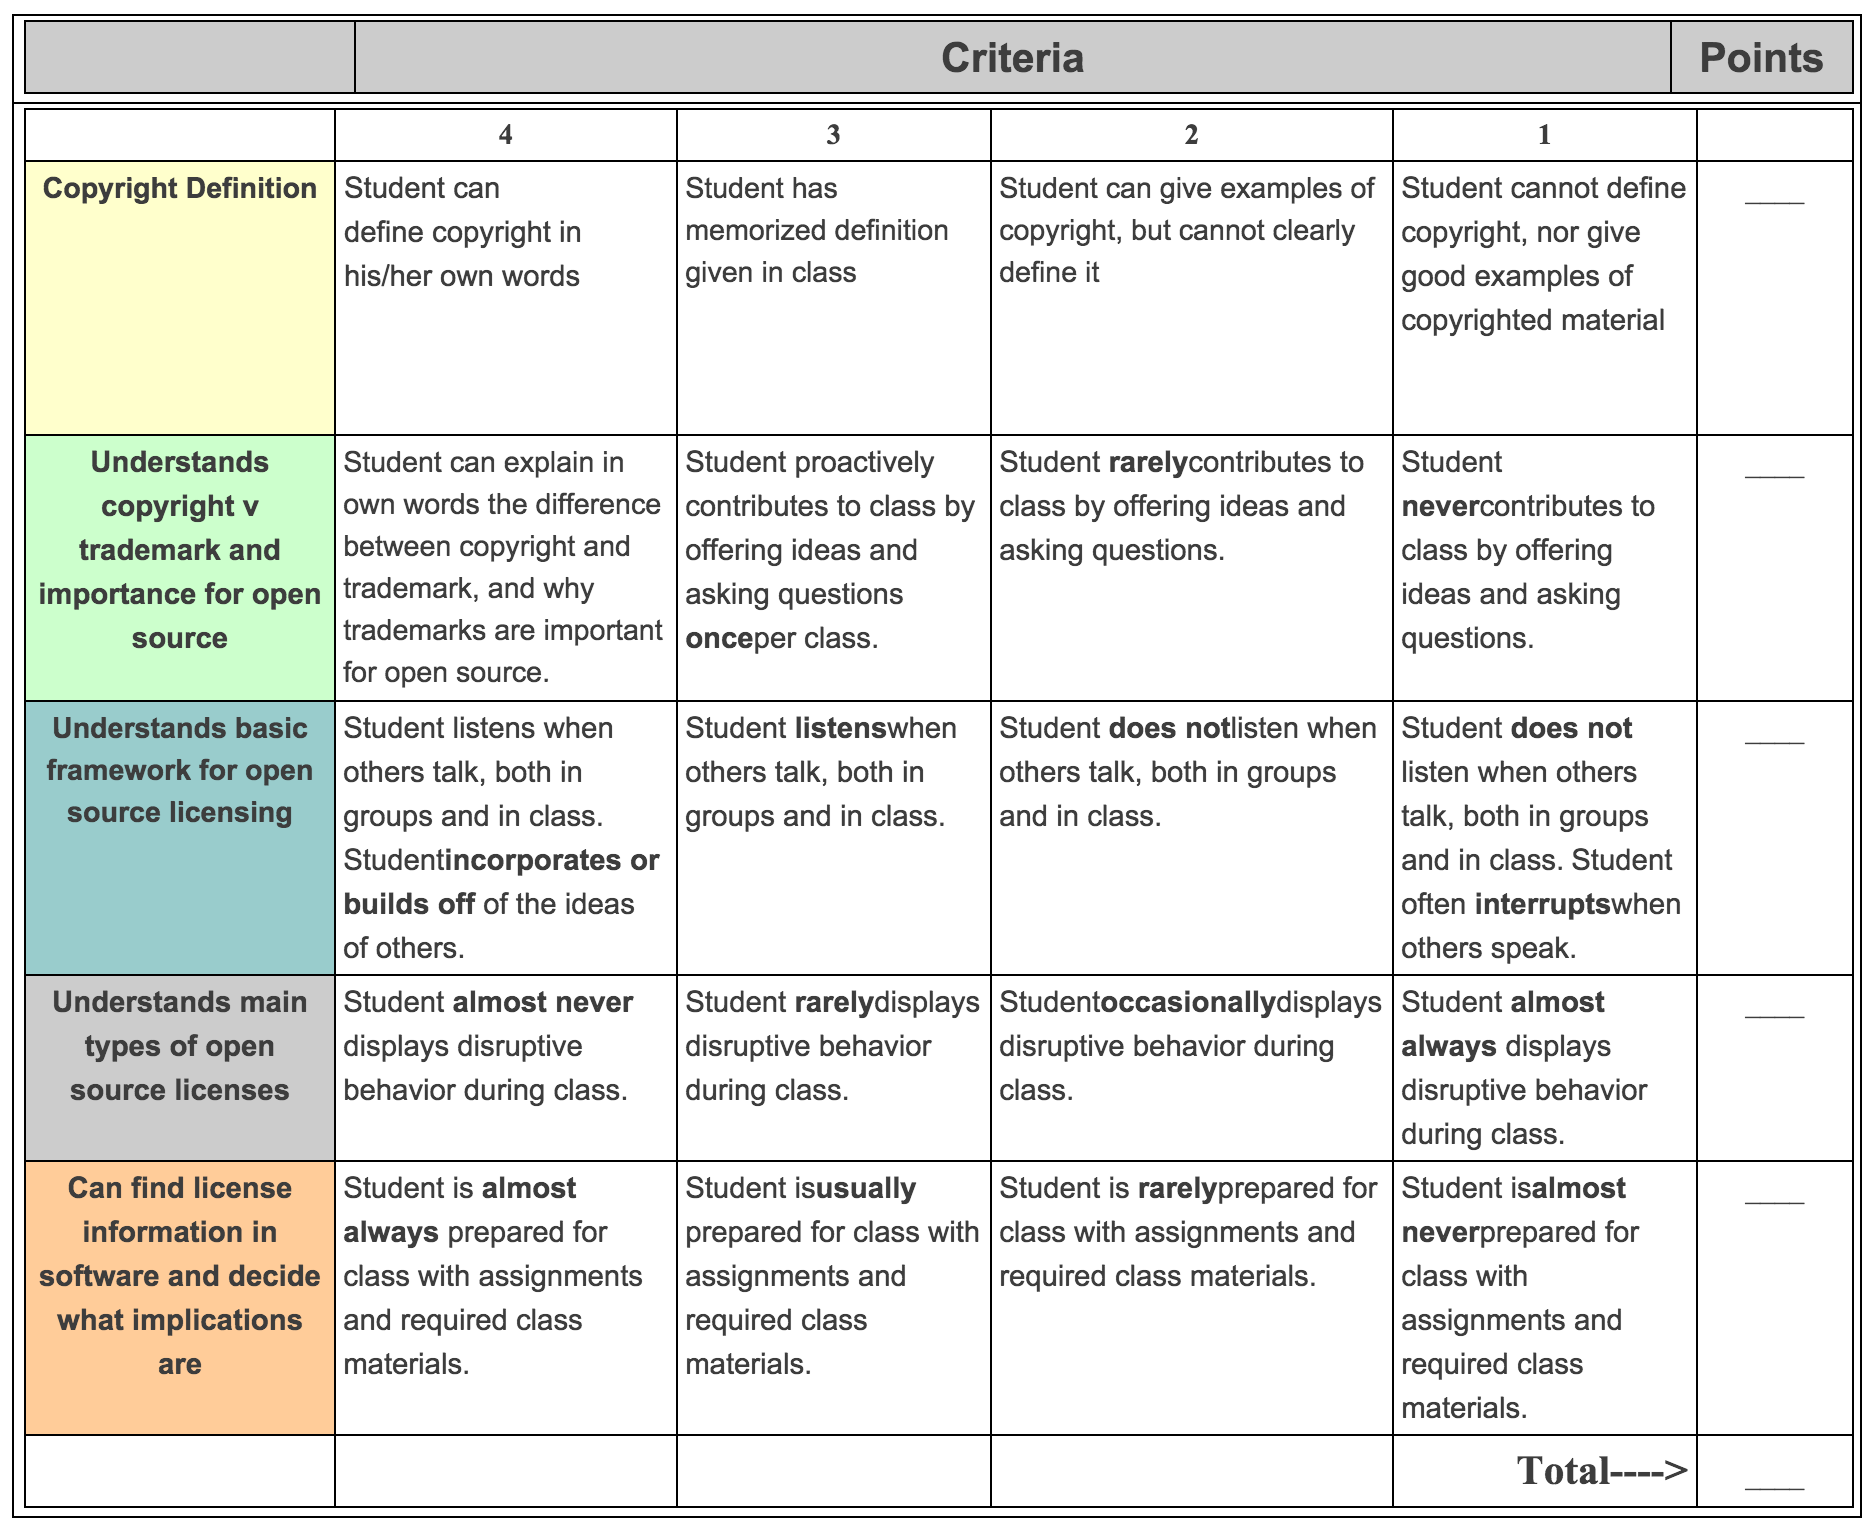 Criteria
Points
4
3
2
1
Copyright Definition
Student can
define copyright in
his/her own words
Student has
memorized definition
given in class
Student can give examples of
copyright, but cannot clearly
define it
Student cannot define
copyright, nor give
good examples of
copyrighted material
____
Understands
copyright v
trademark and
importance for open
source
Student can explain in
own words the difference
between copyright and
trademark, and why
trademarks are important
for open source.
Student proactively
contributes to class by
offering ideas and
asking questions
onceper class.
Student rarelycontributes to
class by offering ideas and
asking questions.
Student
nevercontributes to
class by offering
ideas and asking
questions.
____
Understands basic
framework for open
source licensing
Student listens when
others talk, both in
groups and in class.
Studentincorporates or
builds off of the ideas
of others.
Student listenswhen
others talk, both in
groups and in class.
Student does notlisten when
others talk, both in groups
and in class.
Student does not
listen when others
talk, both in groups
and in class. Student
often interruptswhen
others speak.
____
Understands main
types of open
source licenses
Student almost never
displays disruptive
behavior during class.
Student rarelydisplays
disruptive behavior
during class.
Studentoccasionallydisplays
disruptive behavior during
class.
Student almost
always displays
disruptive behavior
during class.
____
Can find license
information in
software and decide
what implications
are
Student is almost
always prepared for
class with assignments
and required class
materials.
Student isusually
prepared for class with
assignments and
required class
materials.
Student is rarelyprepared for
class with assignments and
required class materials.
Student isalmost
neverprepared for
class with
assignments and
required class
materials.
____
Total---->
____